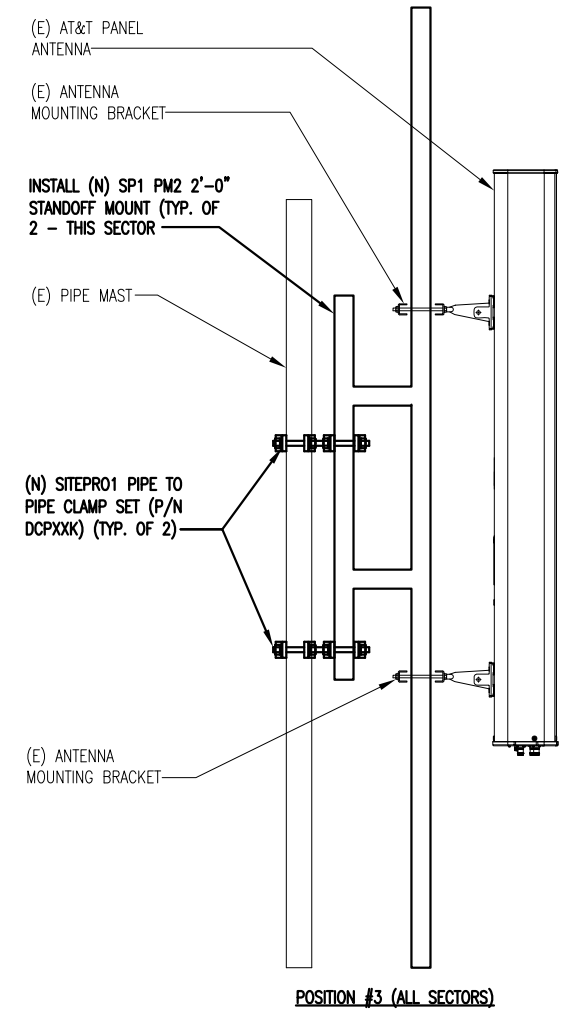 (E) AT&T PANEL
ANTENNA
(E) ANTENNA
MOUNTING BRACKET
INSTALL (N) SP1 PM2 2'-0"
STANDOFF MOUNT (TYP. OF
2 - THIS SECTOR
(E) PIPE MAST
(N) SITEPRO1 PIPE TO
PIPE CLAMP SET (P/N
DCPXXK) (TYP. OF 2)
(E) ANTENNA
MOUNTING BRACKET
POSITION #3 (ALL SECTORS)